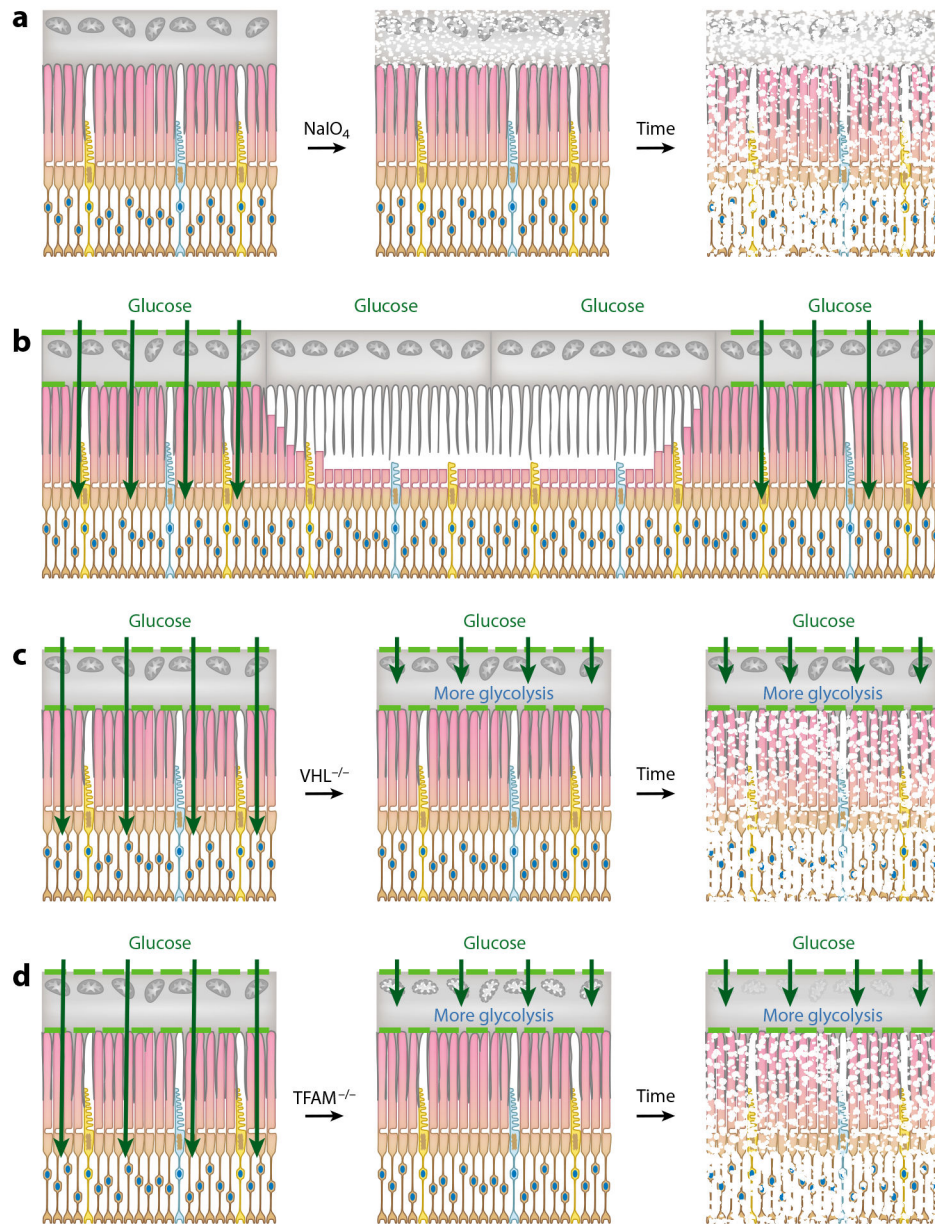 a
NaIO₄
Time
Glucose Glucose Glucose Glucose
b
Glucose Glucose Glucose
c
More glycolysis More glycolysis
VHL⁻/⁻
Time
Glucose Glucose Glucose
d
More glycolysis More glycolysis
TFAM⁻/⁻
Time